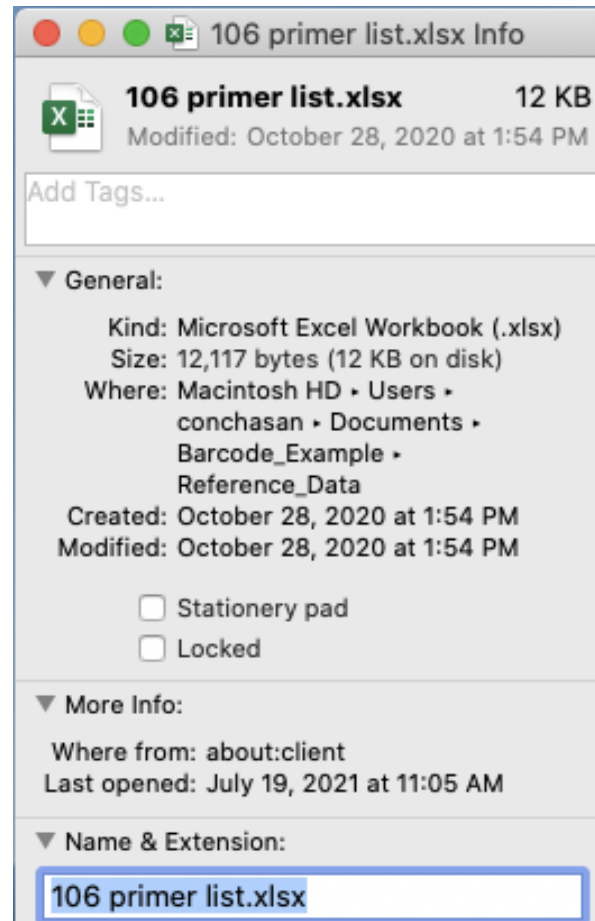 106 primer list.xlsx Info
106 primer list.xlsx 12 KB
Modified: October 28, 2020 at 1:54 PM
Add Tags...
▼ General:
Kind: Microsoft Excel Workbook (.xlsx)
Size: 12,117 bytes (12 KB on disk)
Where: Macintosh HD ▸ Users ▸
conchasan ▸ Documents ▸
Barcode_Example ▸
Reference_Data
Created: October 28, 2020 at 1:54 PM
Modified: October 28, 2020 at 1:54 PM
Stationery pad
Locked
▼ More Info:
Where from: about:client
Last opened: July 19, 2021 at 11:05 AM
▼ Name & Extension:
106 primer list.xlsx